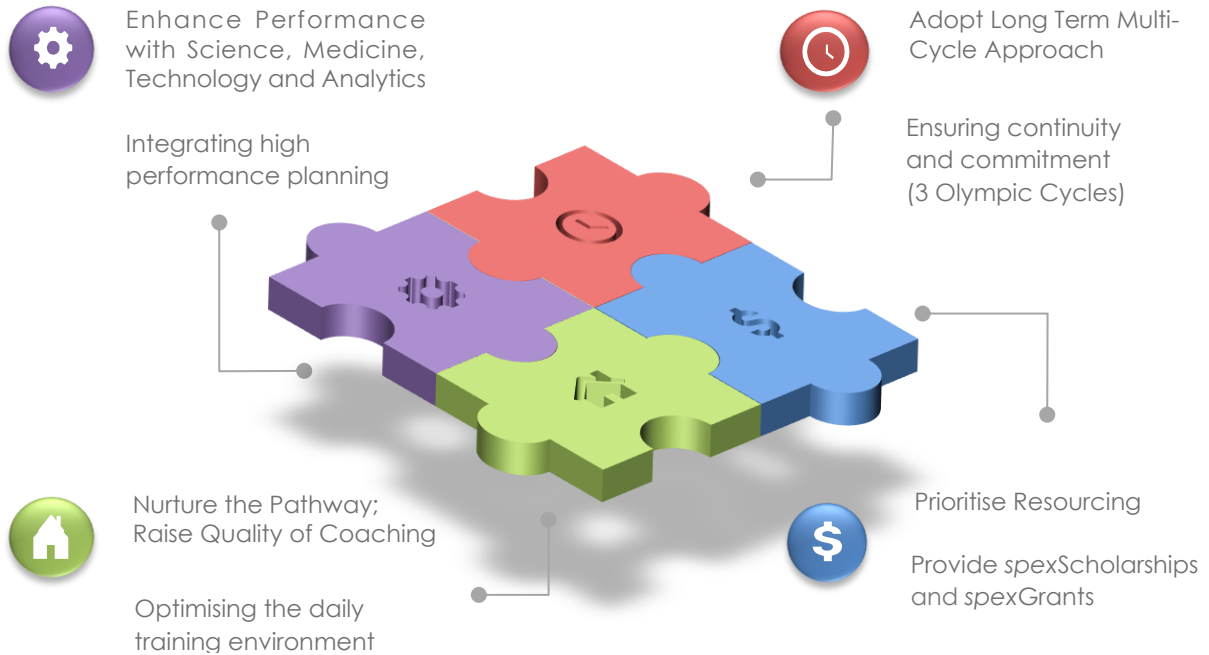 Enhance Performance
with Science, Medicine,
Technology and Analytics
Integrating high
performance planning
Adopt Long Term Multi-
Cycle Approach
Ensuring continuity
and commitment
(3 Olympic Cycles)
Nurture the Pathway;
Raise Quality of Coaching
Optimising the daily
training environment
$
Prioritise Resourcing
Provide spexScholarships
and spexGrants
$